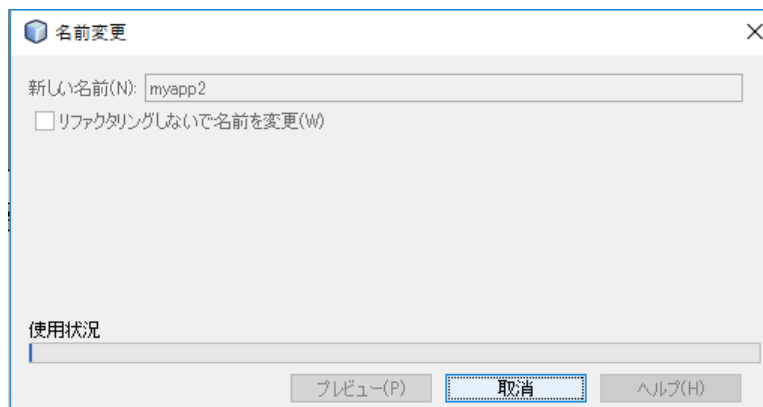 名前変更
新しい名前(N): myapp2
リファクタリングしないで名前を変更(W)
使用状況
プレビュー(P) 取消 ヘルプ(H)